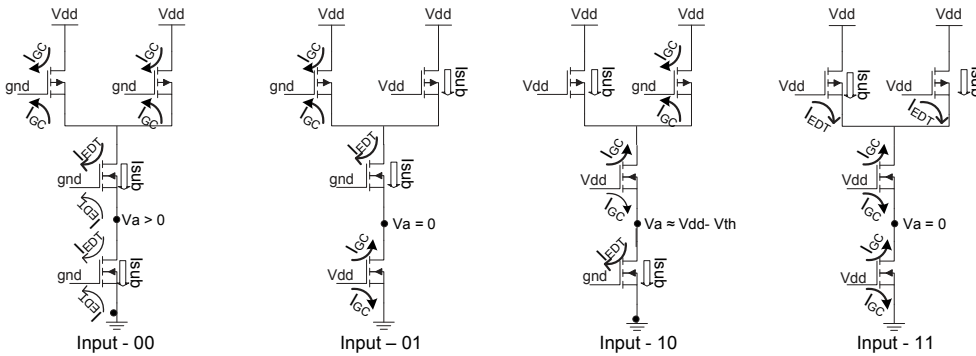 Vdd Vdd Vdd Vdd Vdd Vdd Vdd Vdd
IGC IGC IGC Isub Isub IGC Isub Isub
gnd gnd gnd Vdd Vdd gnd Vdd Vdd
IGC IGC IGC IGC IEDT IEDT
IEDT IEDT IGC IGC
Isub Isub
gnd gnd Vdd Vdd
IEDT IGC IGC
Va > 0 Va = 0 Va ≈ Vdd- Vth Va = 0
IEDT IGC IEDT IGC
gnd Isub Vdd gnd Isub Vdd
IEDT IGC IGC
Input - 00 Input – 01 Input - 10 Input - 11